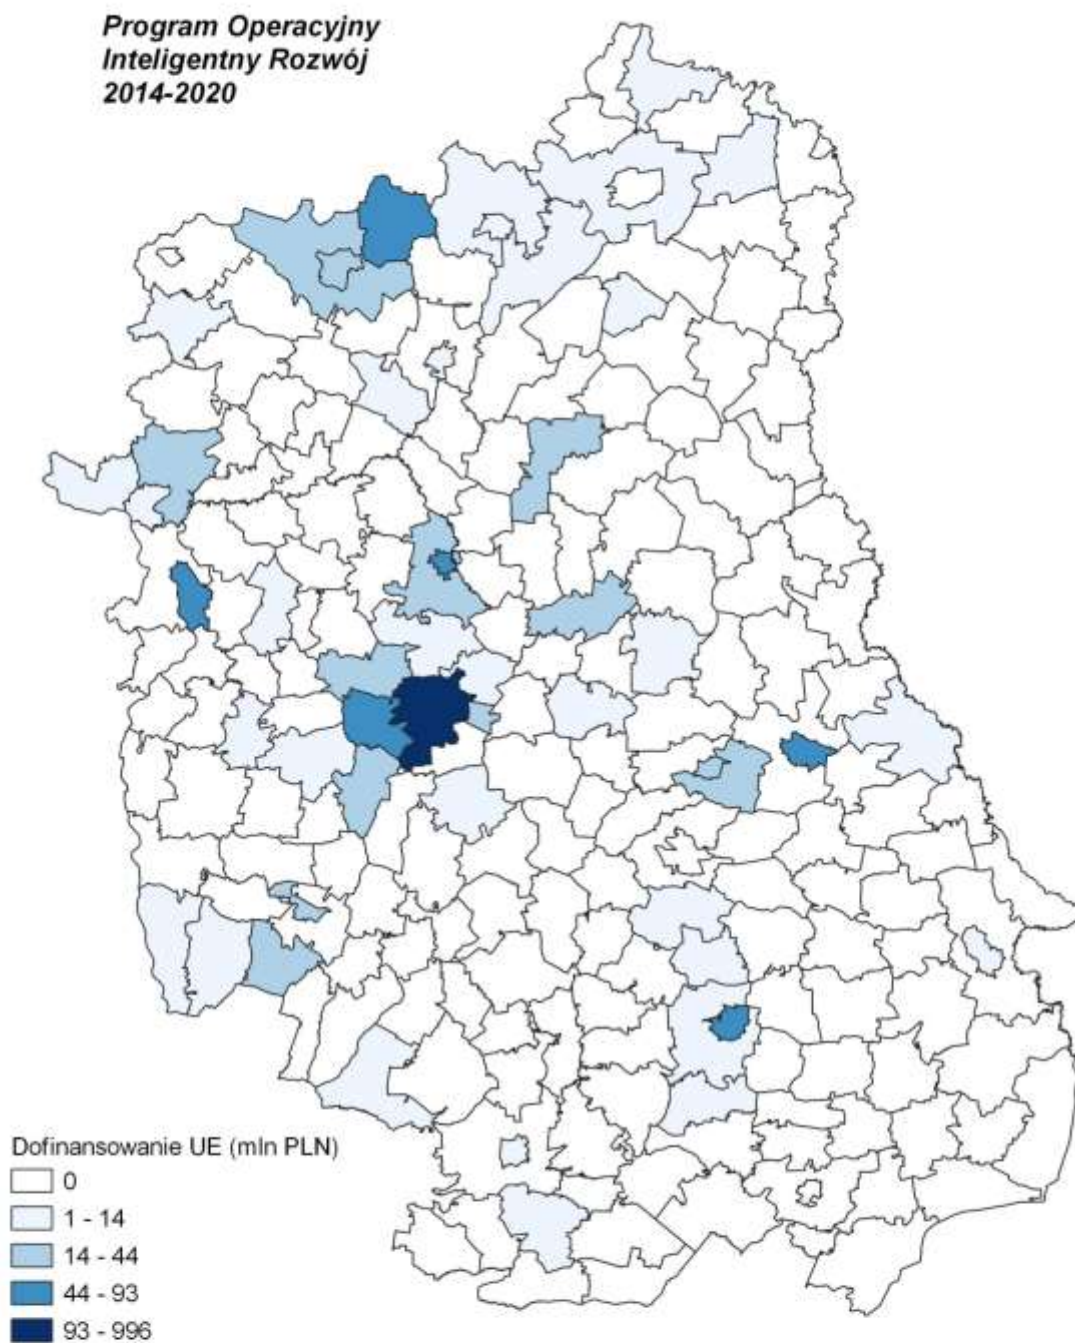 Program Operacyjny
Inteligentny Rozwój
2014-2020
Dofinansowanie UE (mln PLN)
0
1 - 14
14 - 44
44 - 93
93 - 996